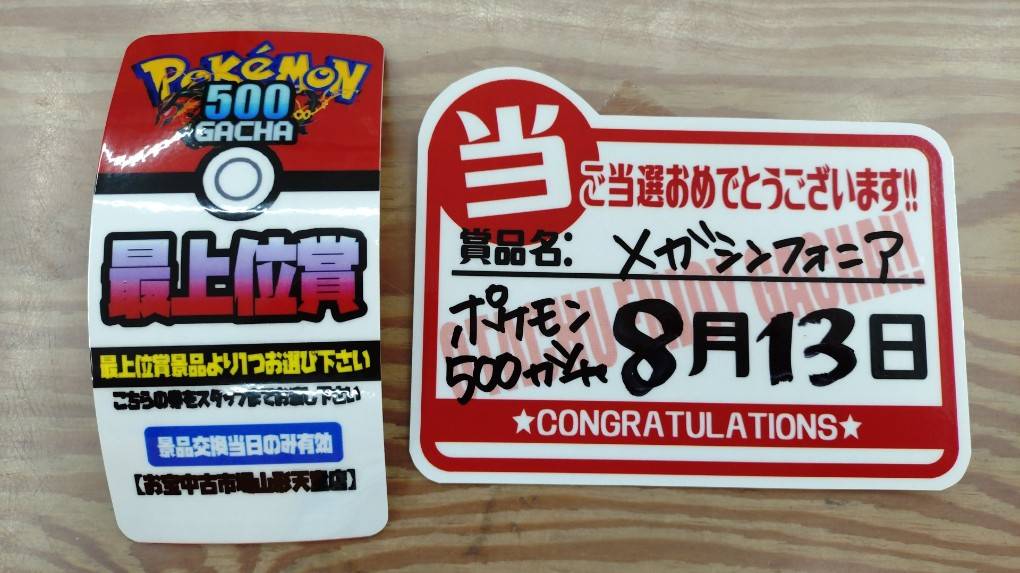 POKéMON
500
GACHA
最上位賞
最上位賞景品より1つお選び下さい
こちらの券をスタッフまでお渡し下さい
景品交換当日のみ有効
【お宝中古市場山形天童店】
当
ご当選おめでとうございます!!
賞品名: メガシンフォニア
ポケモン
500ガチャ
8月13日
★CONGRATULATIONS★